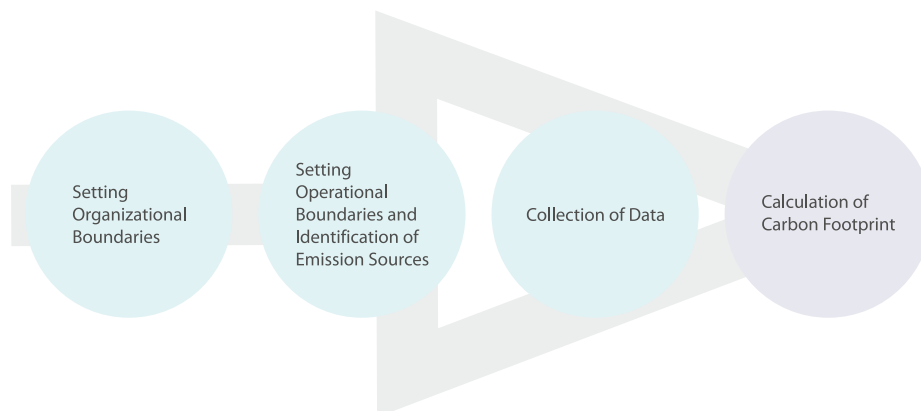 Setting
Organizational
Boundaries
Setting
Operational
Boundaries and
Identification of
Emission Sources
Collection of Data
Calculation of
Carbon Footprint